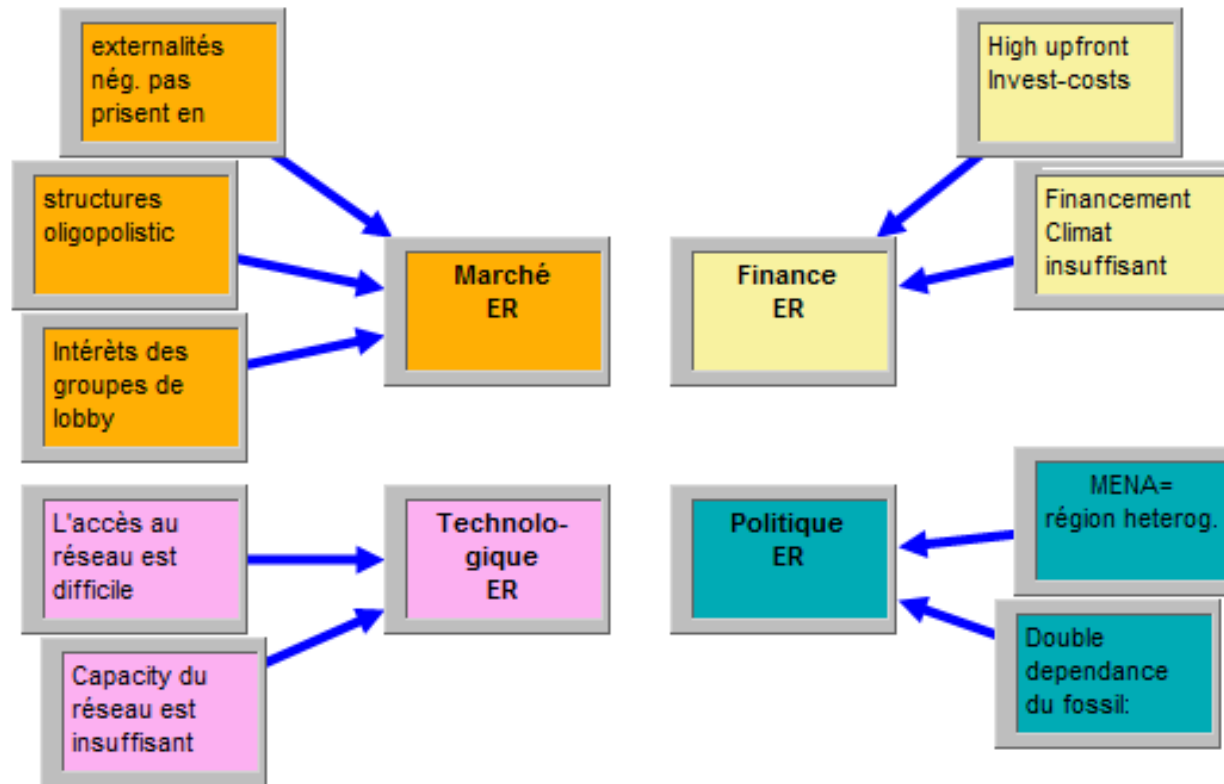 externalités
nég. pas
prisent en
structures
oligopolistic
Intérèts des
groupes de
lobby
Marché
ER
High upfront
Invest-costs
Financement
Climat
insuffisant
Finance
ER
L'accès au
réseau est
difficile
Capacity du
réseau est
insuffisant
Technolo-
gique
ER
Politique
ER
MENA=
région heterog.
Double
dependance
du fossil: